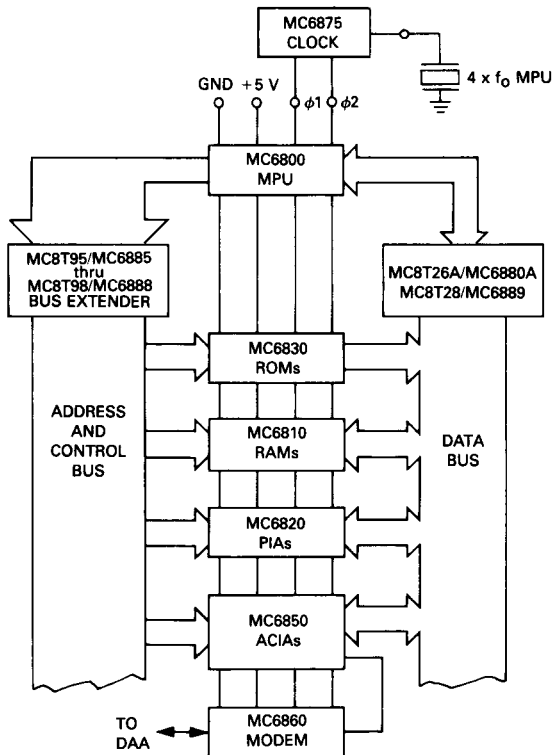 MC6875
CLOCK
4 x fo MPU
GND +5 V
ϕ1 ϕ2
MC6800
MPU
MC8T95/MC6885
thru
MC8T98/MC6888
BUS EXTENDER
MC8T26A/MC6880A
MC8T28/MC6889
MC6830
ROMs
ADDRESS
AND
CONTROL
BUS
MC6810
RAMs
DATA
BUS
MC6820
PIAs
MC6850
ACIAs
TO
DAA
MC6860
MODEM